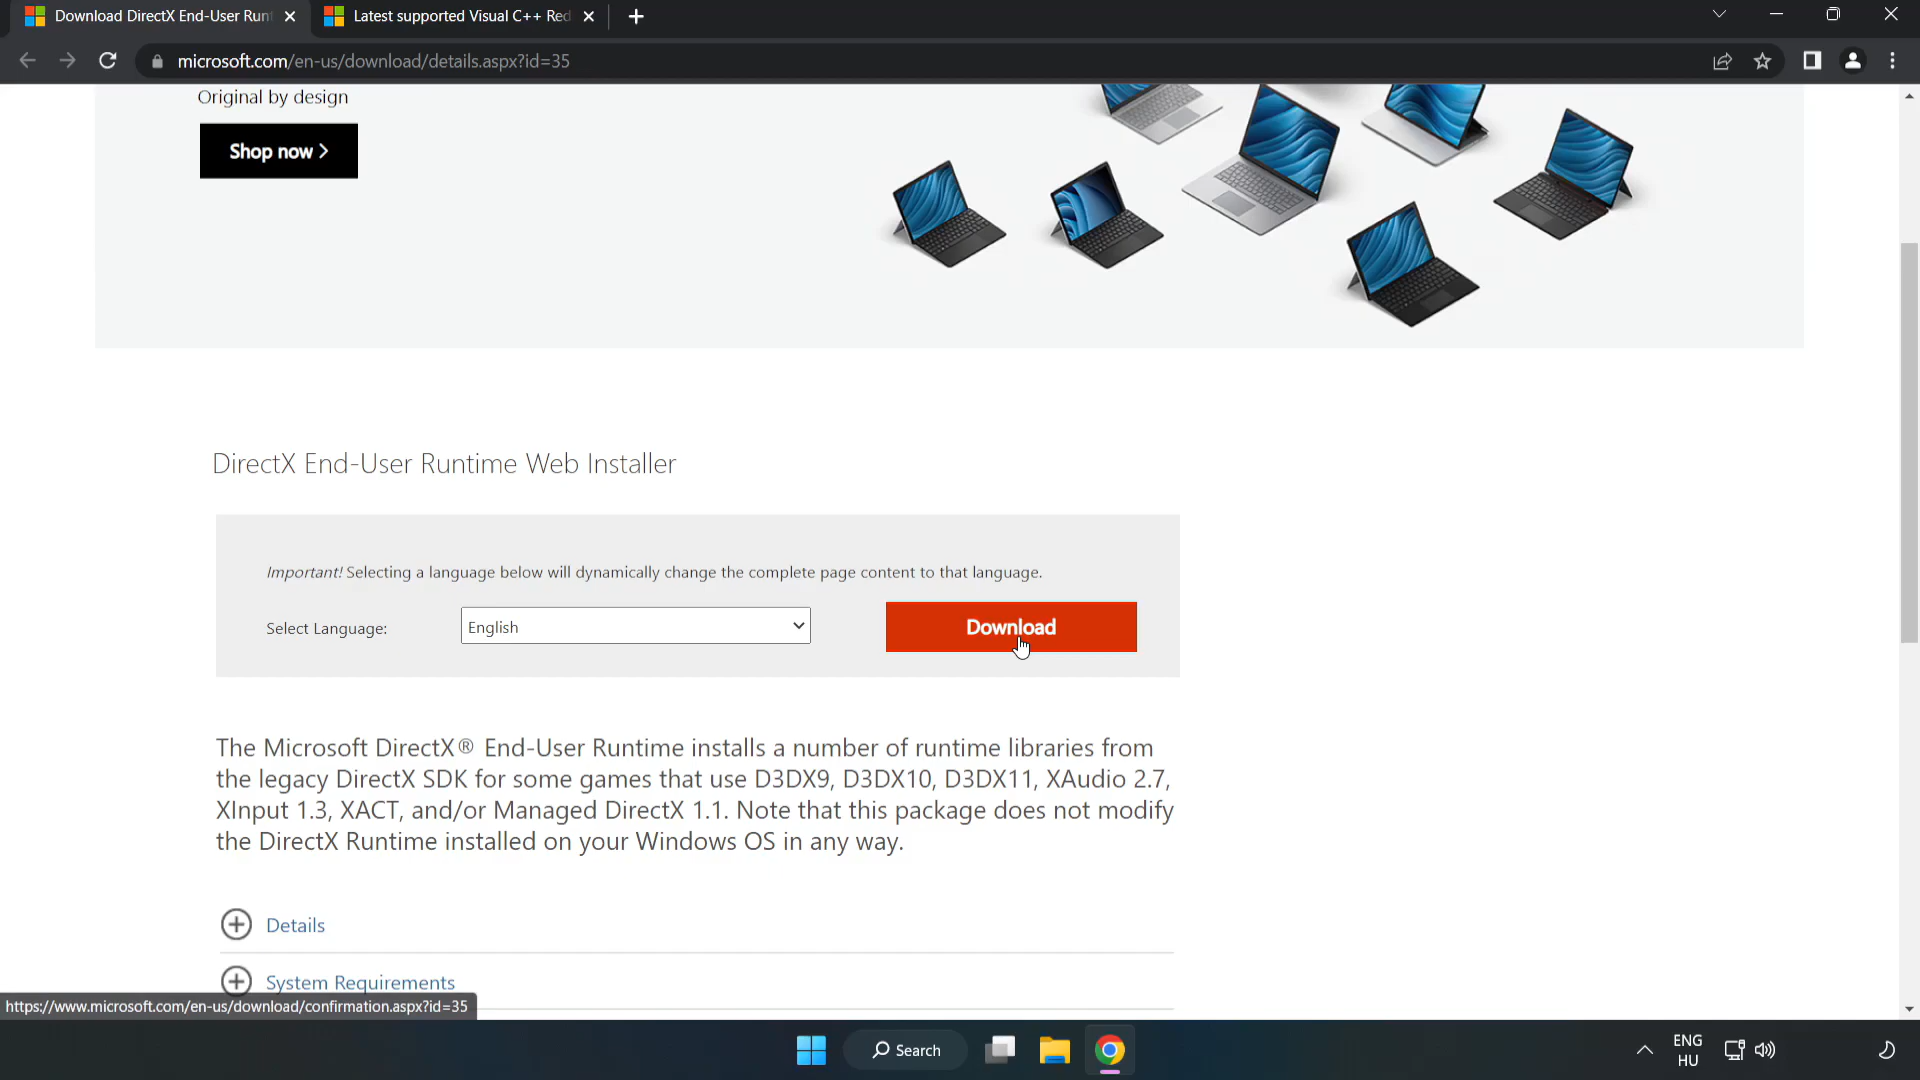 Download DirectX End-User Runt
Latest supported Visual C++ Red
microsoft.com/en-us/download/details.aspx?id=35
Original by design
Shop now >
DirectX End-User Runtime Web Installer
Important! Selecting a language below will dynamically change the complete page content to that language.
Select Language:
English
Download
The Microsoft DirectX® End-User Runtime installs a number of runtime libraries from
the legacy DirectX SDK for some games that use D3DX9, D3DX10, D3DX11, XAudio 2.7,
XInput 1.3, XACT, and/or Managed DirectX 1.1. Note that this package does not modify
the DirectX Runtime installed on your Windows OS in any way.
Details
System Requirements
https://www.microsoft.com/en-us/download/confirmation.aspx?id=35
Search
ENG
HU